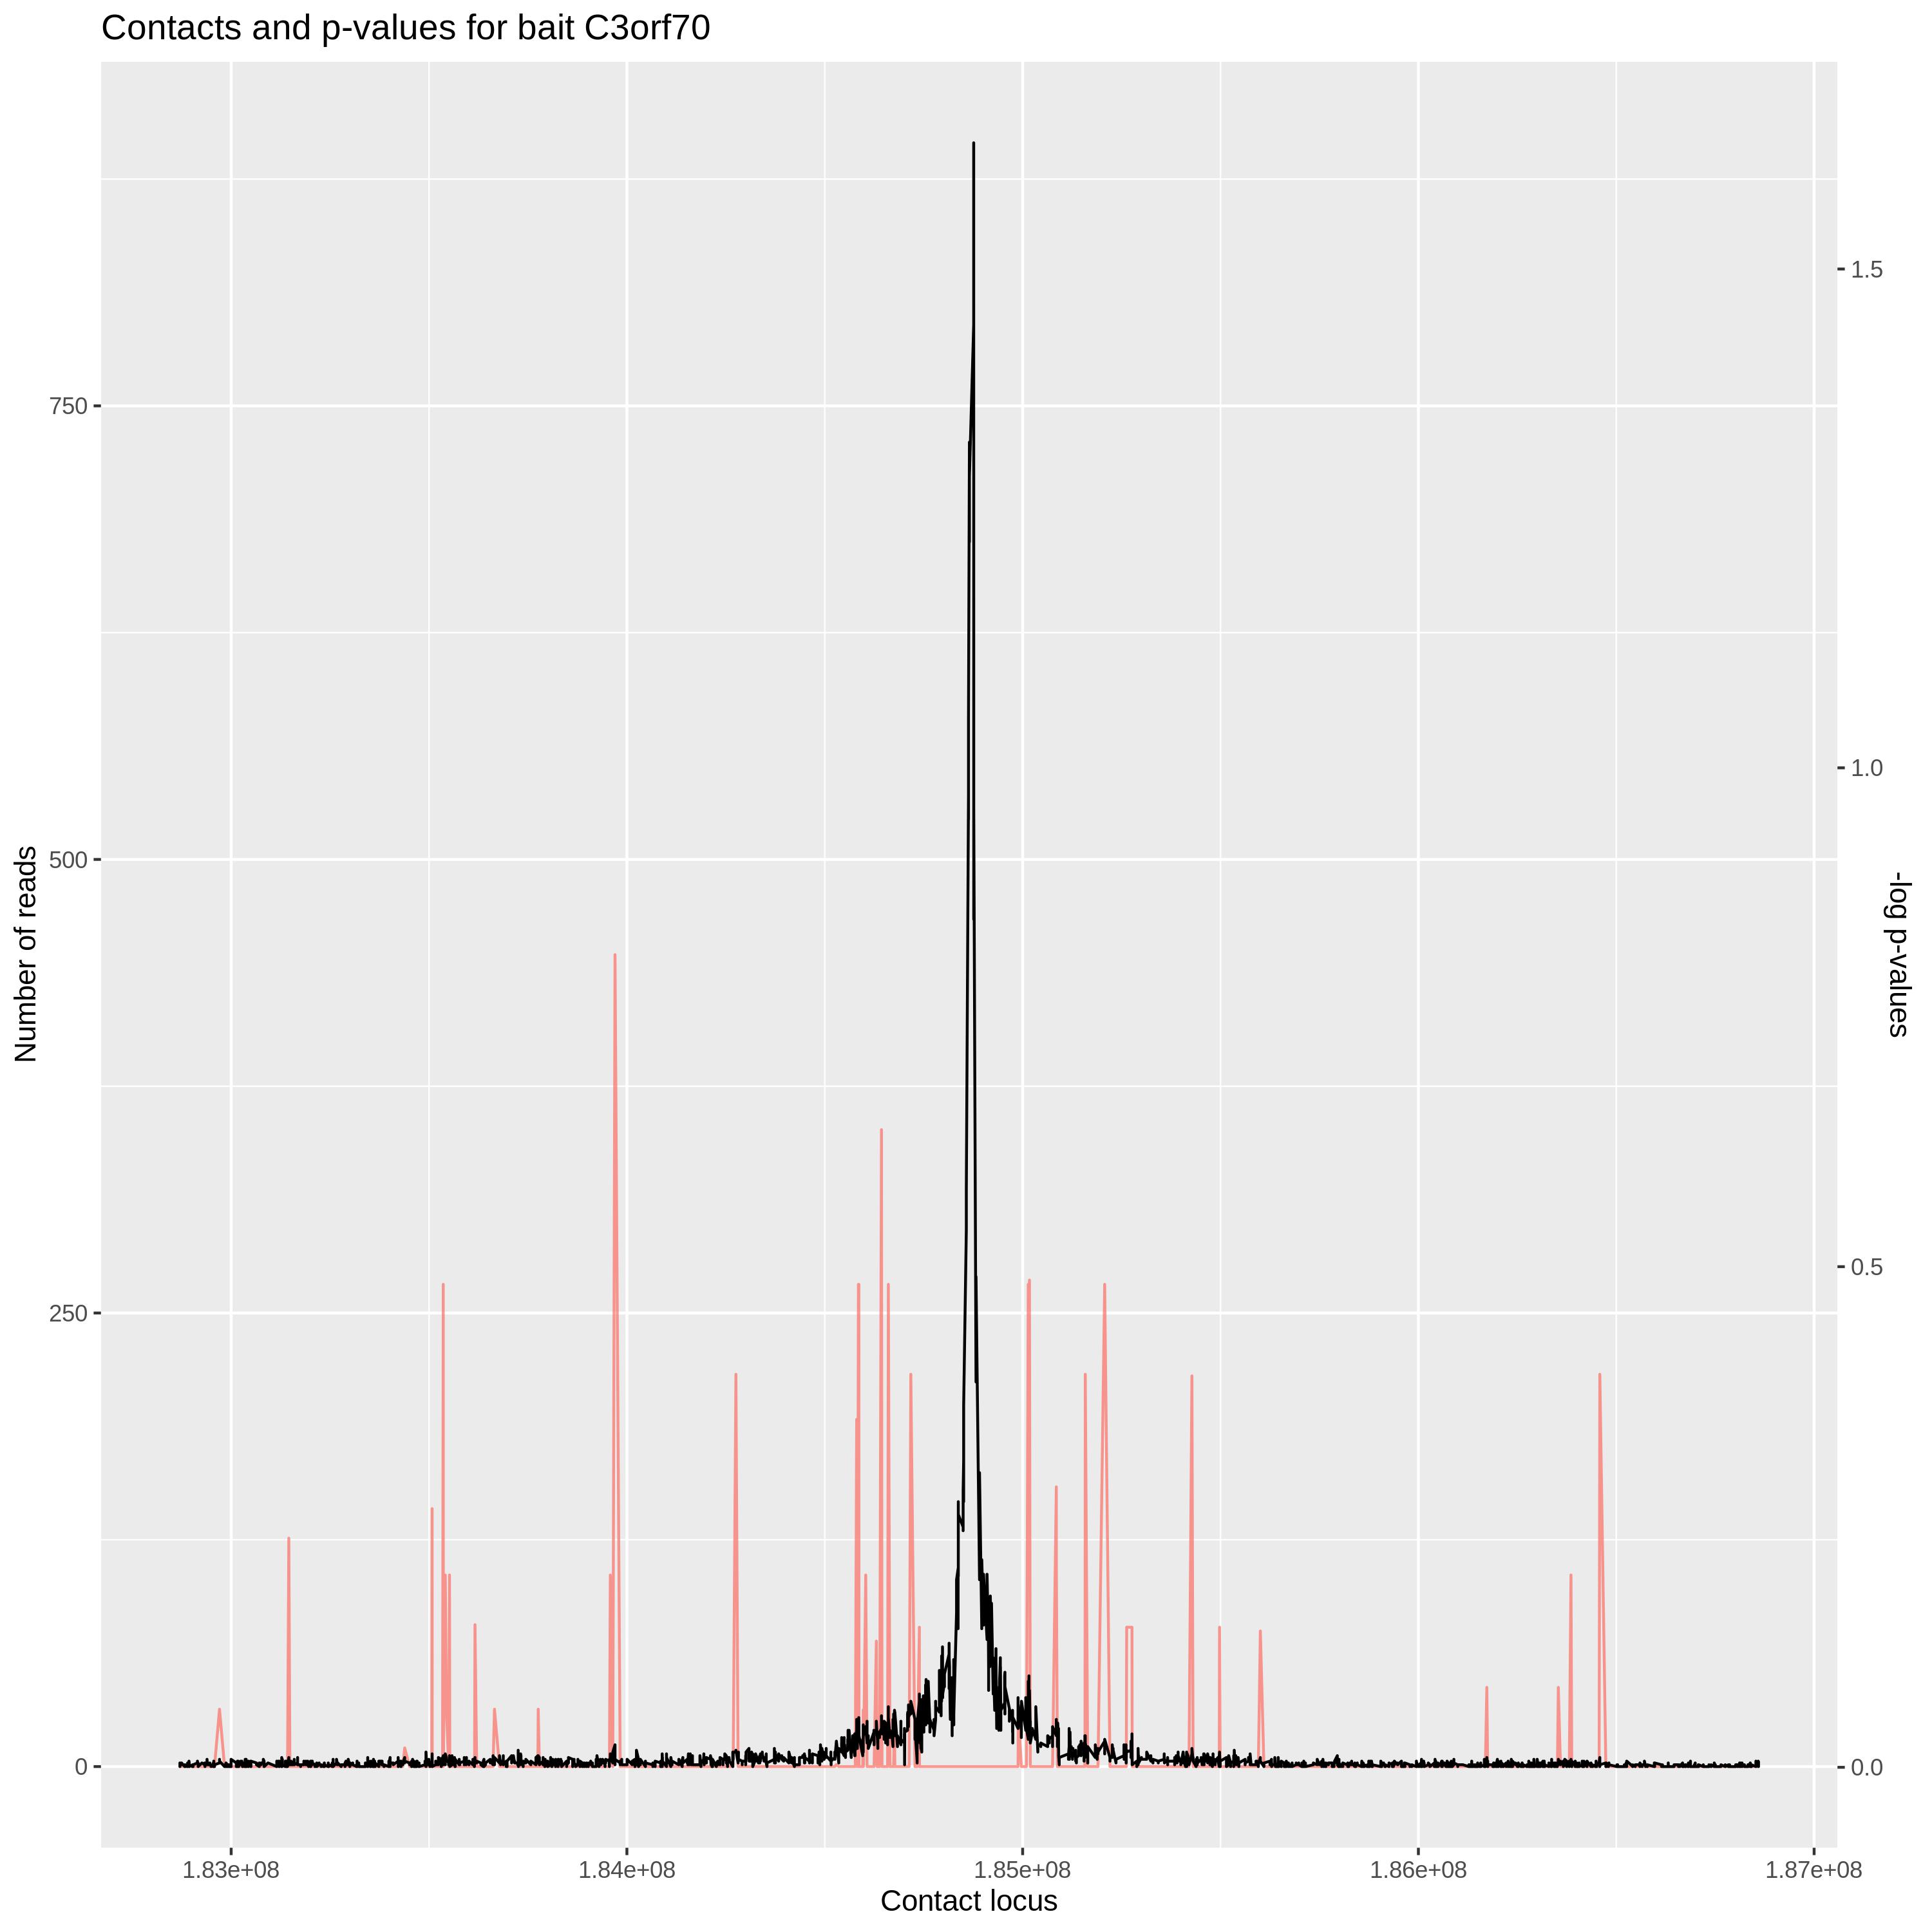 Contacts and p-values for bait C3orf70
Number of reads
750
500
250
0
1.5
1.0
0.5
0.0
-log p-values
1.83e+08 1.84e+08 1.85e+08 1.86e+08 1.87e+08
Contact locus